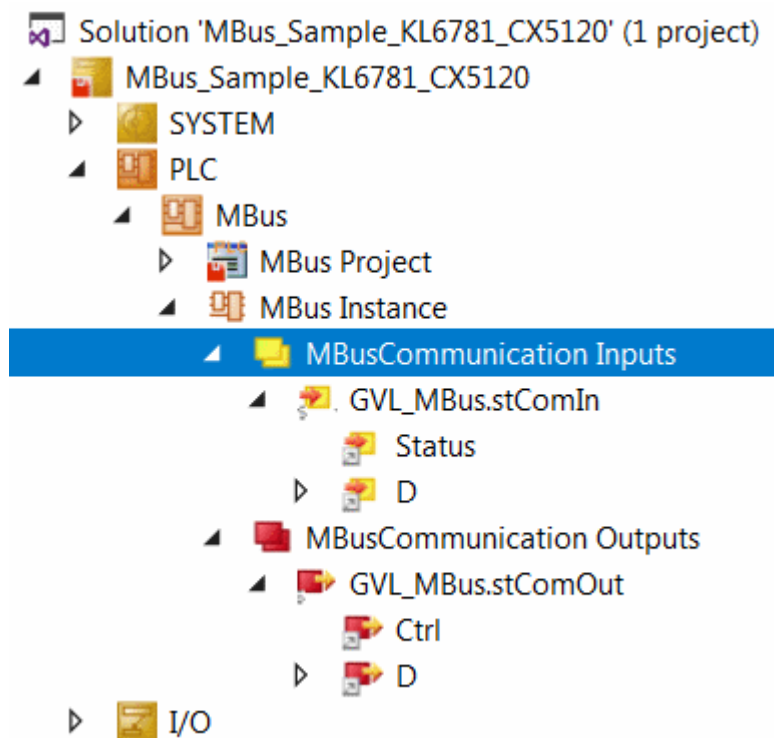 Solution 'MBus_Sample_KL6781_CX5120' (1 project)
MBus_Sample_KL6781_CX5120
SYSTEM
PLC
MBus
MBus Project
MBus Instance
MBusCommunication Inputs
GVL_MBus.stComIn
Status
D
MBusCommunication Outputs
GVL_MBus.stComOut
Ctrl
D
I/O